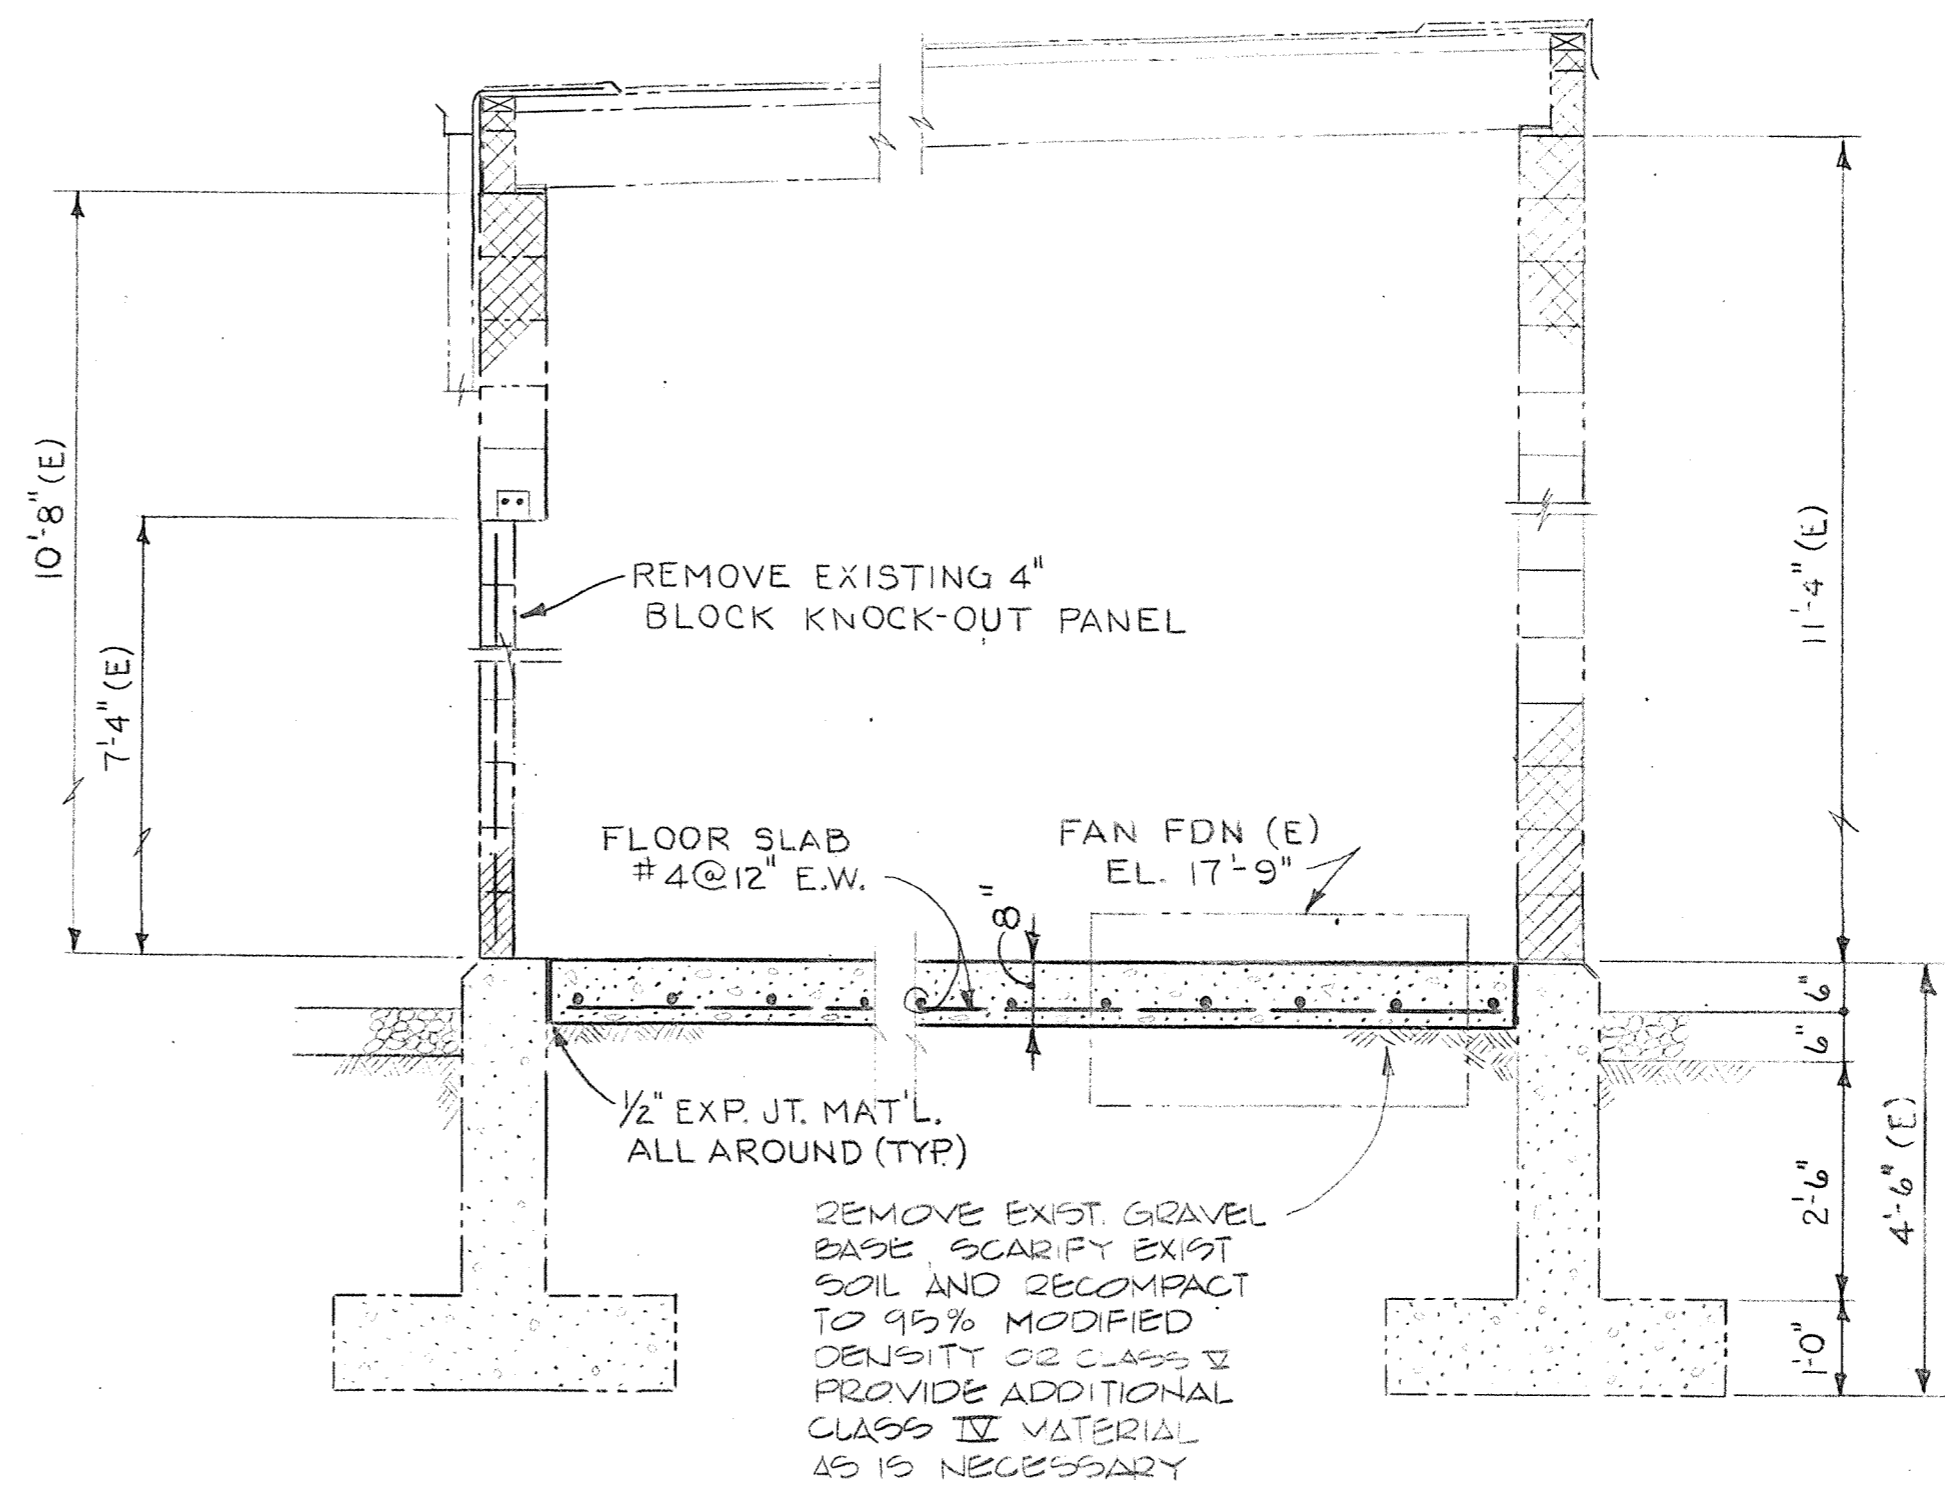 10'-8" (E)
7'-4" (E)
REMOVE EXISTING 4"
BLOCK KNOCK-OUT PANEL
11'-4" (E)
FLOOR SLAB
#4@12" E.W.
8"
FAN FDN (E)
EL. 17'-9"
6"
6"
2'-6"
4'-6" (E)
1'-0"
1/2" EXP. JT. MAT'L.
ALL AROUND (TYP.)
REMOVE EXIST. GRAVEL
BASE, SCARIFY EXIST
SOIL AND RECOMPACT
TO 95% MODIFIED
DENSITY OR CLASS V
PROVIDE ADDITIONAL
CLASS IV MATERIAL
AS IS NECESSARY